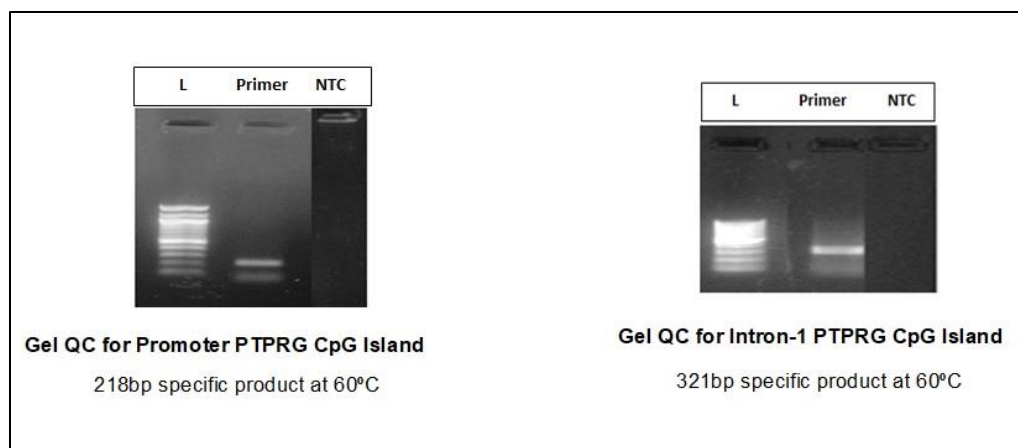 L Primer NTC
Gel QC for Promoter PTPRG CpG Island
218bp specific product at 60ºC
L Primer NTC
Gel QC for Intron-1 PTPRG CpG Island
321bp specific product at 60ºC